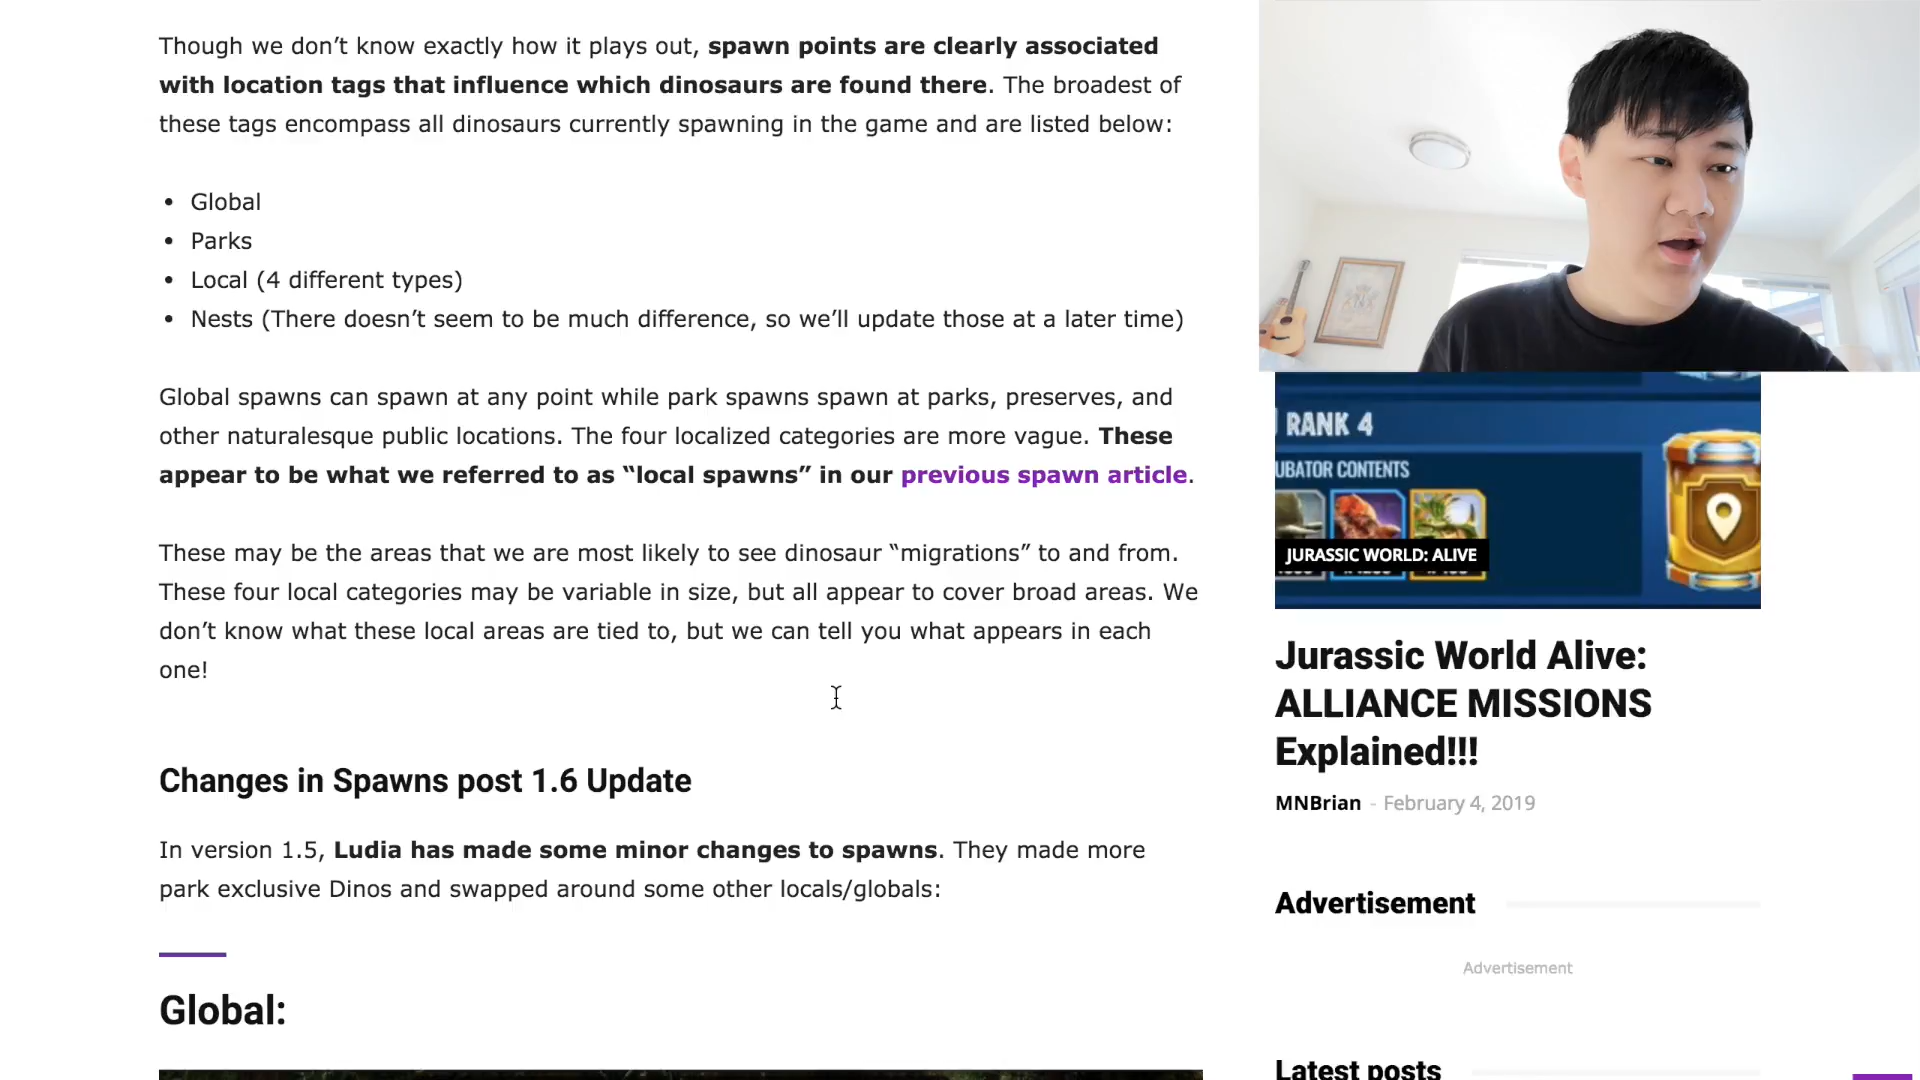 Though we don’t know exactly how it plays out, spawn points are clearly associated
with location tags that influence which dinosaurs are found there. The broadest of
these tags encompass all dinosaurs currently spawning in the game and are listed below:
• Global
• Parks
• Local (4 different types)
• Nests (There doesn’t seem to be much difference, so we’ll update those at a later time)
Global spawns can spawn at any point while park spawns spawn at parks, preserves, and
other naturalesque public locations. The four localized categories are more vague. These
appear to be what we referred to as “local spawns” in our previous spawn article.
These may be the areas that we are most likely to see dinosaur “migrations” to and from.
These four local categories may be variable in size, but all appear to cover broad areas. We
don’t know what these local areas are tied to, but we can tell you what appears in each
one!
Changes in Spawns post 1.6 Update
In version 1.5, Ludia has made some minor changes to spawns. They made more
park exclusive Dinos and swapped around some other locals/globals:
Global:
RANK 4
UBATOR CONTENTS
JURASSIC WORLD: ALIVE
Jurassic World Alive:
ALLIANCE MISSIONS
Explained!!!
MNBrian - February 4, 2019
Advertisement
Advertisement
Latest posts